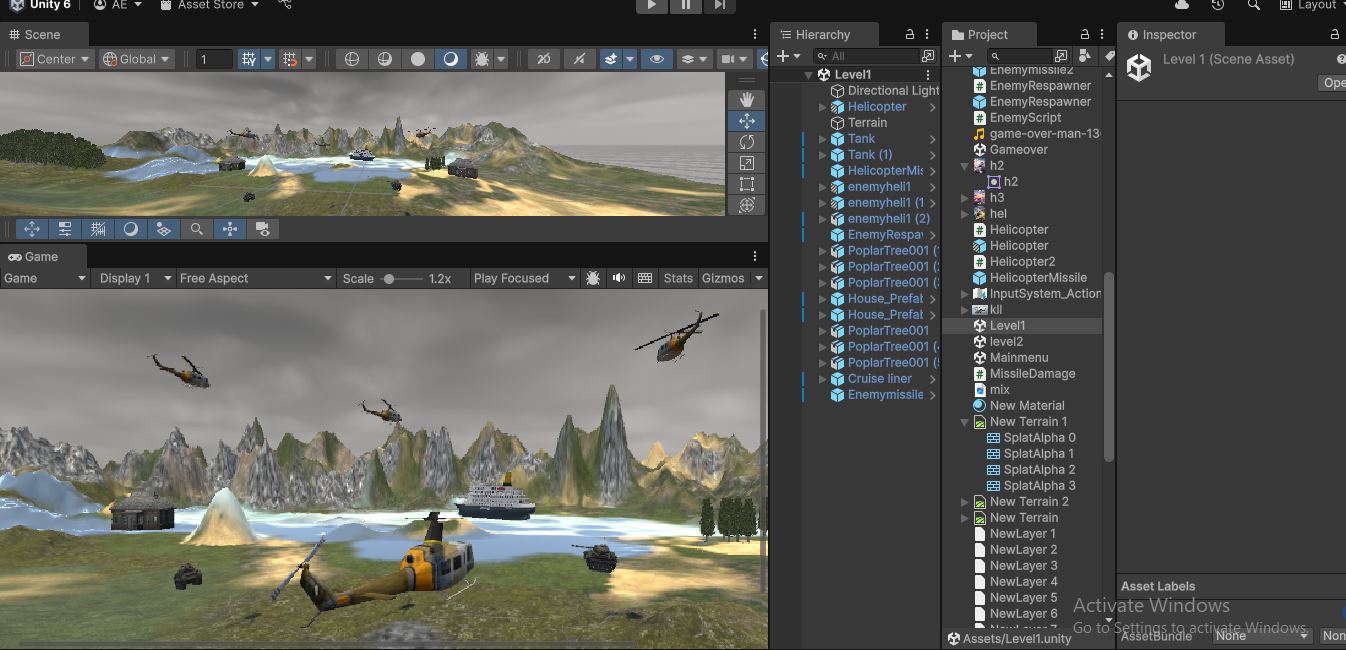 Unity 6 AE Asset Store Layout
Scene
Center Global 1 2D
Game
Game Display 1 Free Aspect Scale 1.2x Play Focused Stats Gizmos
Hierarchy
All
Level1
Directional Light
Helicopter
Terrain
Tank
Tank (1)
HelicopterMis
enemyheli1
enemyheli1 (1
enemyheli1 (2)
EnemyRespa
PoplarTree001 (
PoplarTree001 (
PoplarTree001 (
House_Prefab
House_Prefab
PoplarTree001
PoplarTree001 (
PoplarTree001 (
Cruise liner
Enemymissile
Project
Enemymissile2
EnemyRespawner
EnemyRespawner
EnemyScript
game-over-man-13
Gameover
h2
h2
h3
hel
Helicopter
Helicopter
Helicopter2
HelicopterMissile
InputSystem_Action
kll
Level1
level2
Mainmenu
MissileDamage
mix
New Material
New Terrain 1
SplatAlpha 0
SplatAlpha 1
SplatAlpha 2
SplatAlpha 3
New Terrain 2
New Terrain
NewLayer 1
NewLayer 2
NewLayer 3
NewLayer 4
NewLayer 5
NewLayer 6
Assets/Level1.unity
Inspector
Level 1 (Scene Asset)
Ope
Asset Labels
Activate Windows
Go to Settings to activate Windows.
AssetBundle None Non